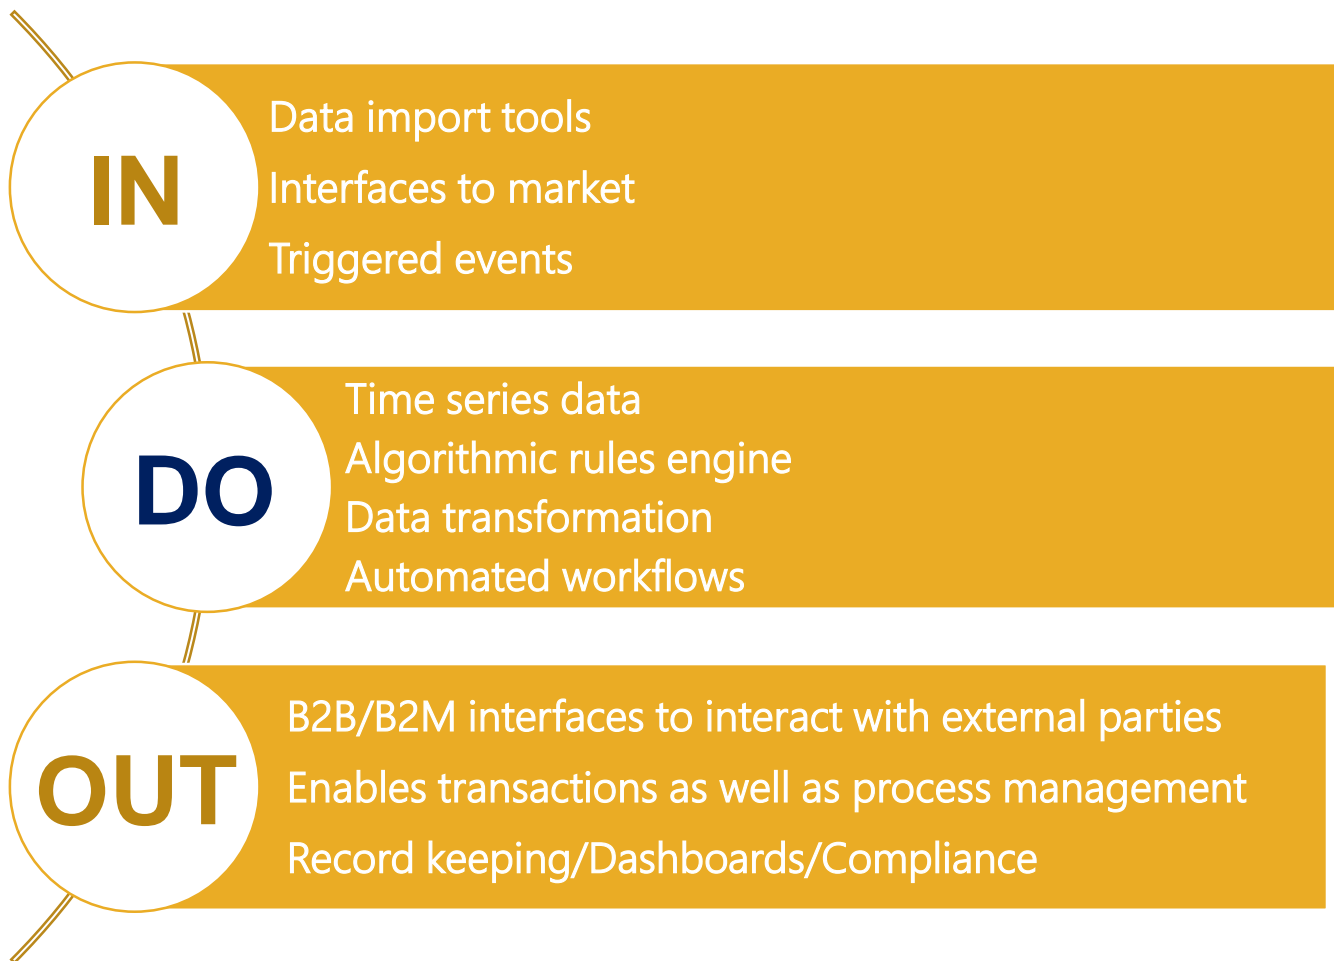 IN
Data import tools
Interfaces to market
Triggered events
DO
Time series data
Algorithmic rules engine
Data transformation
Automated workflows
OUT
B2B/B2M interfaces to interact with external parties
Enables transactions as well as process management
Record keeping/Dashboards/Compliance